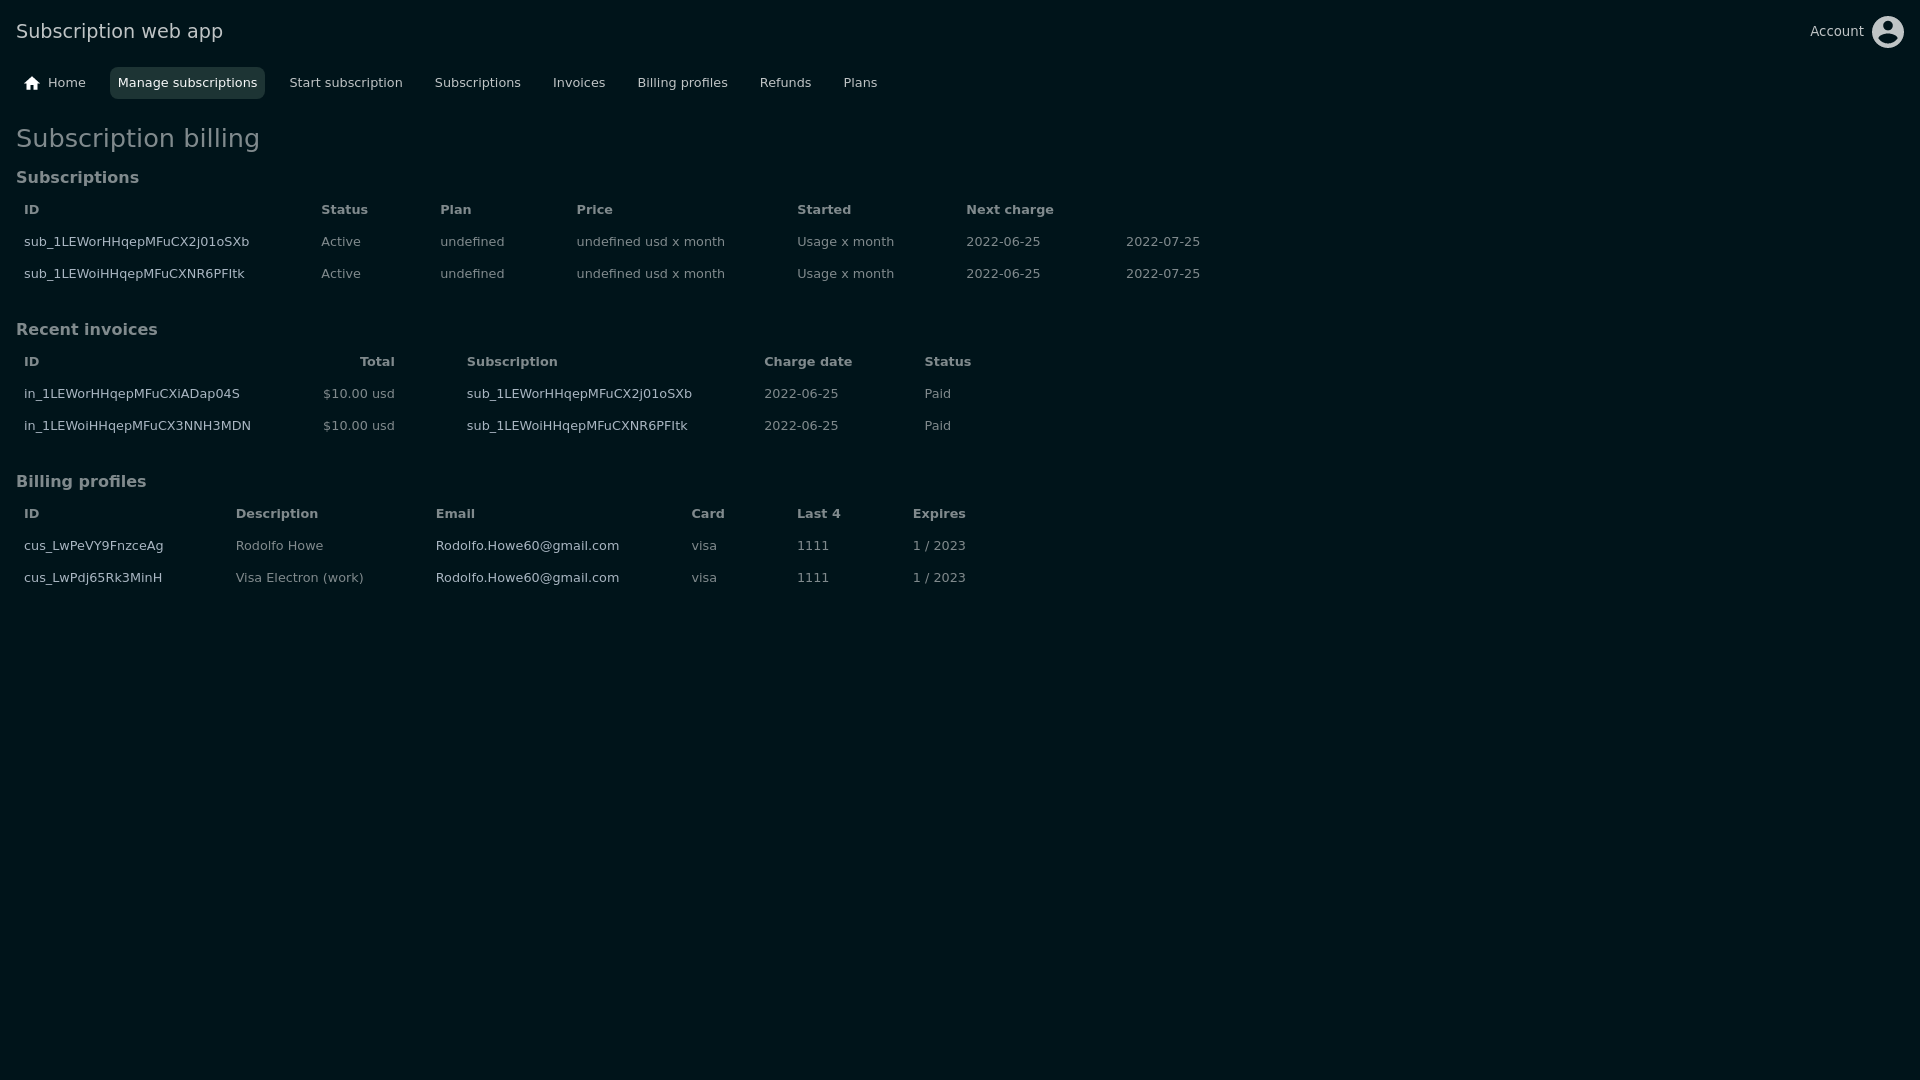 Subscription web app
Account
Home Manage subscriptions Start subscription Subscriptions Invoices Billing profiles Refunds Plans
Subscription billing
Subscriptions
ID Status Plan Price Started Next charge
sub_1LEWorHHqepMFuCX2j01oSXb Active undefined undefined usd x month Usage x month 2022-06-25 2022-07-25
sub_1LEWoiHHqepMFuCXNR6PFItk Active undefined undefined usd x month Usage x month 2022-06-25 2022-07-25
Recent invoices
ID Total Subscription Charge date Status
in_1LEWorHHqepMFuCXiADap04S $10.00 usd sub_1LEWorHHqepMFuCX2j01oSXb 2022-06-25 Paid
in_1LEWoiHHqepMFuCX3NNH3MDN $10.00 usd sub_1LEWoiHHqepMFuCXNR6PFItk 2022-06-25 Paid
Billing profiles
ID Description Email Card Last 4 Expires
cus_LwPeVY9FnzceAg Rodolfo Howe Rodolfo.Howe60@gmail.com visa 1111 1 / 2023
cus_LwPdj65Rk3MinH Visa Electron (work) Rodolfo.Howe60@gmail.com visa 1111 1 / 2023